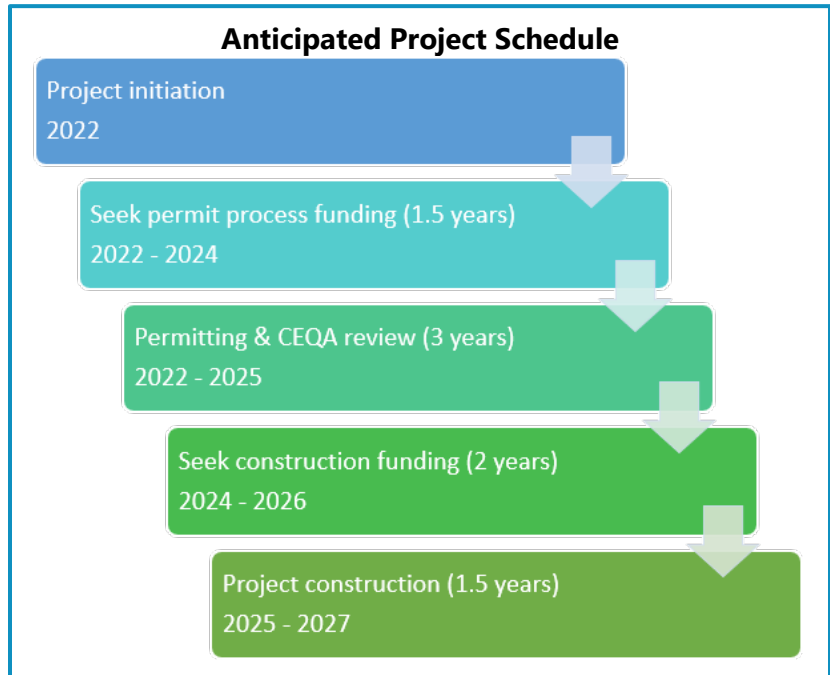 Anticipated Project Schedule
Project initiation
2022
Seek permit process funding (1.5 years)
2022 - 2024
Permitting & CEQA review (3 years)
2022 - 2025
Seek construction funding (2 years)
2024 - 2026
Project construction (1.5 years)
2025 - 2027